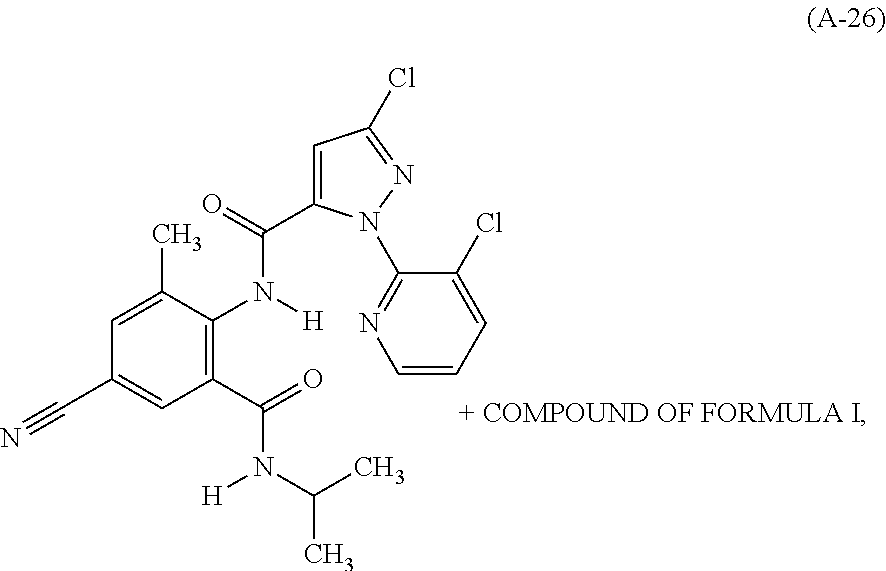 (A-26)
Cl
N
N
Cl
O
CH3
N
H
N
O
N
+ COMPOUND OF FORMULA I,
N
H
CH3
CH3